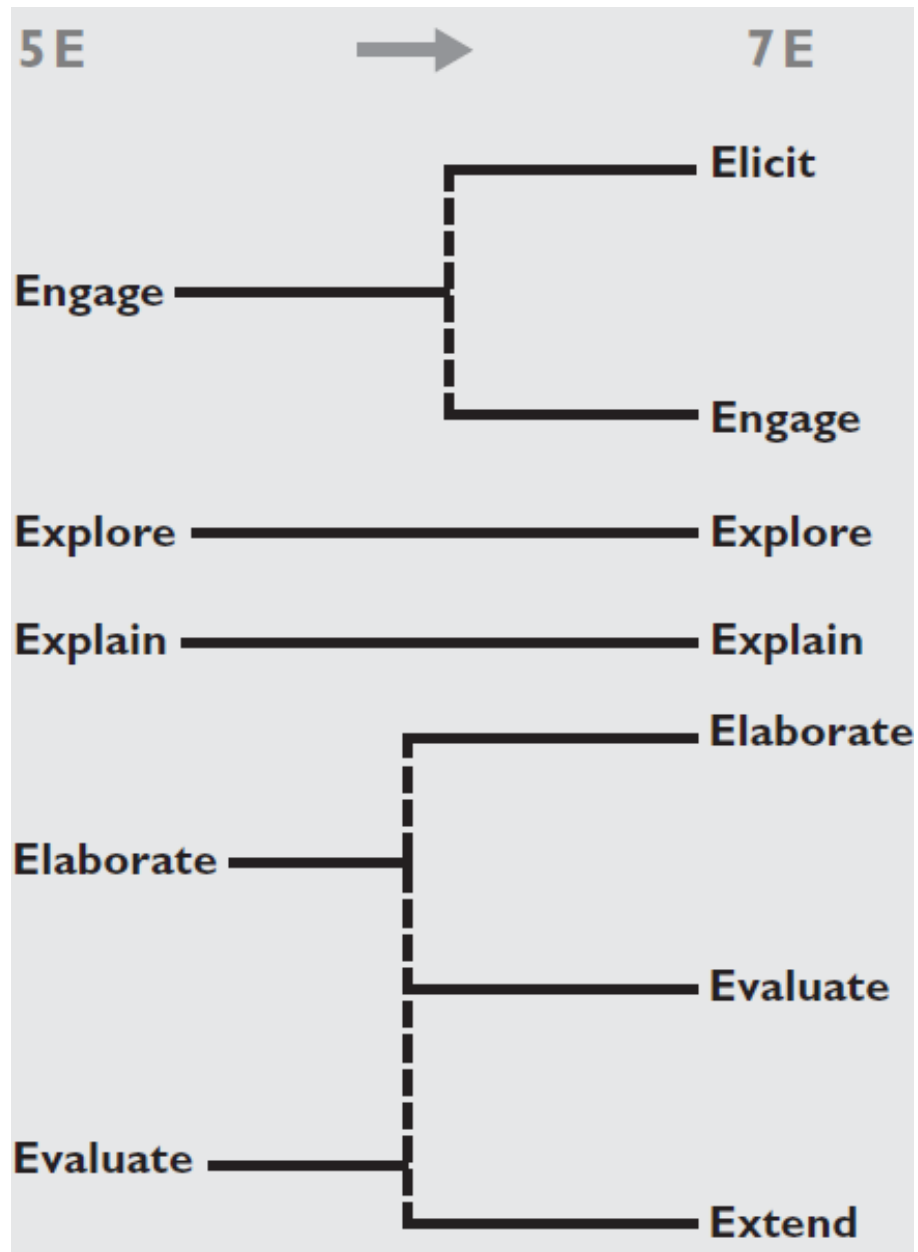 5E 7E
Elicit
Engage
Engage
Explore Explore
Explain Explain
Elaborate
Elaborate
Evaluate
Evaluate
Extend